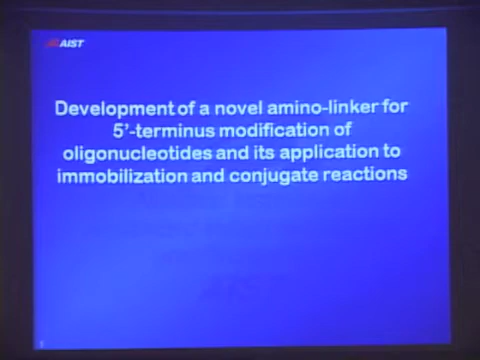 AIST
Development of a novel amino-linker for
5'-terminus modification of
oligonucleotides and its application to
immobilization and conjugate reactions